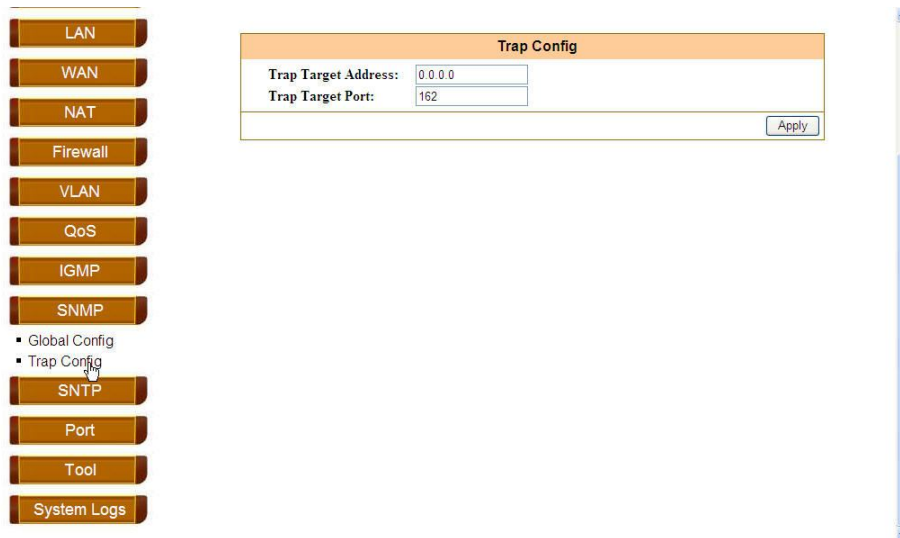 LAN
WAN
NAT
Firewall
VLAN
QoS
IGMP
SNMP
Global Config
Trap Config
SNTP
Port
Tool
System Logs
Trap Config
Trap Target Address: 0.0.0.0
Trap Target Port: 162
Apply